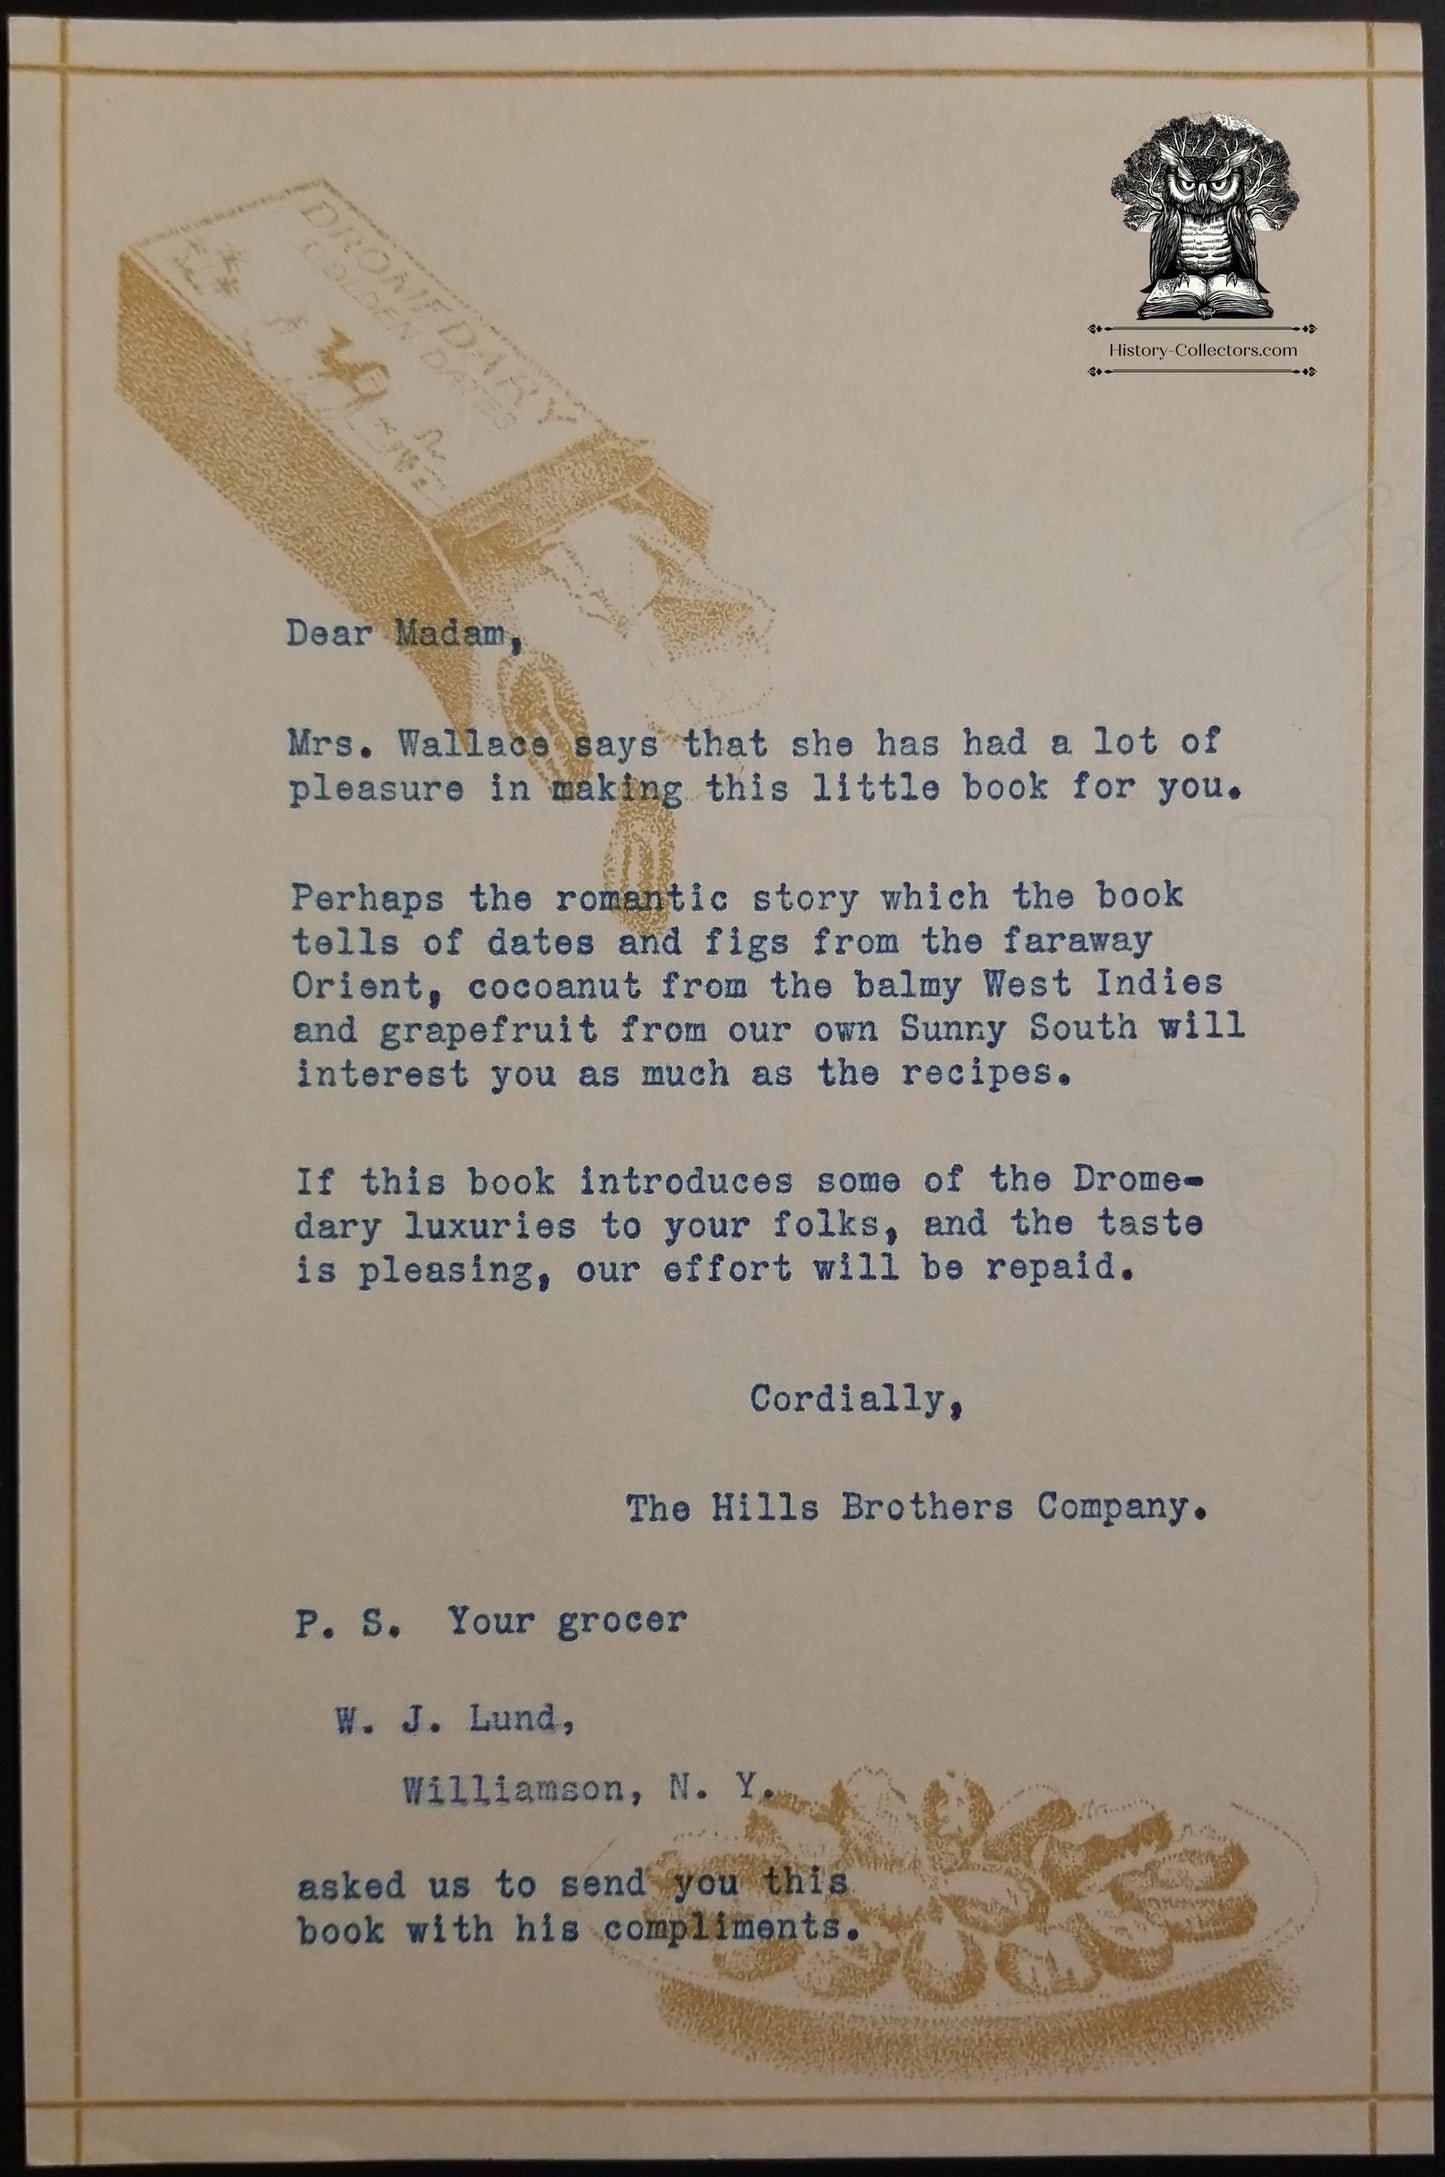 DROMEDARY
GOLDEN DATES
History-Collectors.com
Dear Madam,
Mrs. Wallace says that she has had a lot of
pleasure in making this little book for you.
Perhaps the romantic story which the book
tells of dates and figs from the faraway
Orient, cocoanut from the balmy West Indies
and grapefruit from our own Sunny South will
interest you as much as the recipes.
If this book introduces some of the Drome-
dary luxuries to your folks, and the taste
is pleasing, our effort will be repaid.
Cordially,
The Hills Brothers Company.
P. S. Your grocer
W. J. Lund,
Williamson, N. Y.
asked us to send you this
book with his compliments.